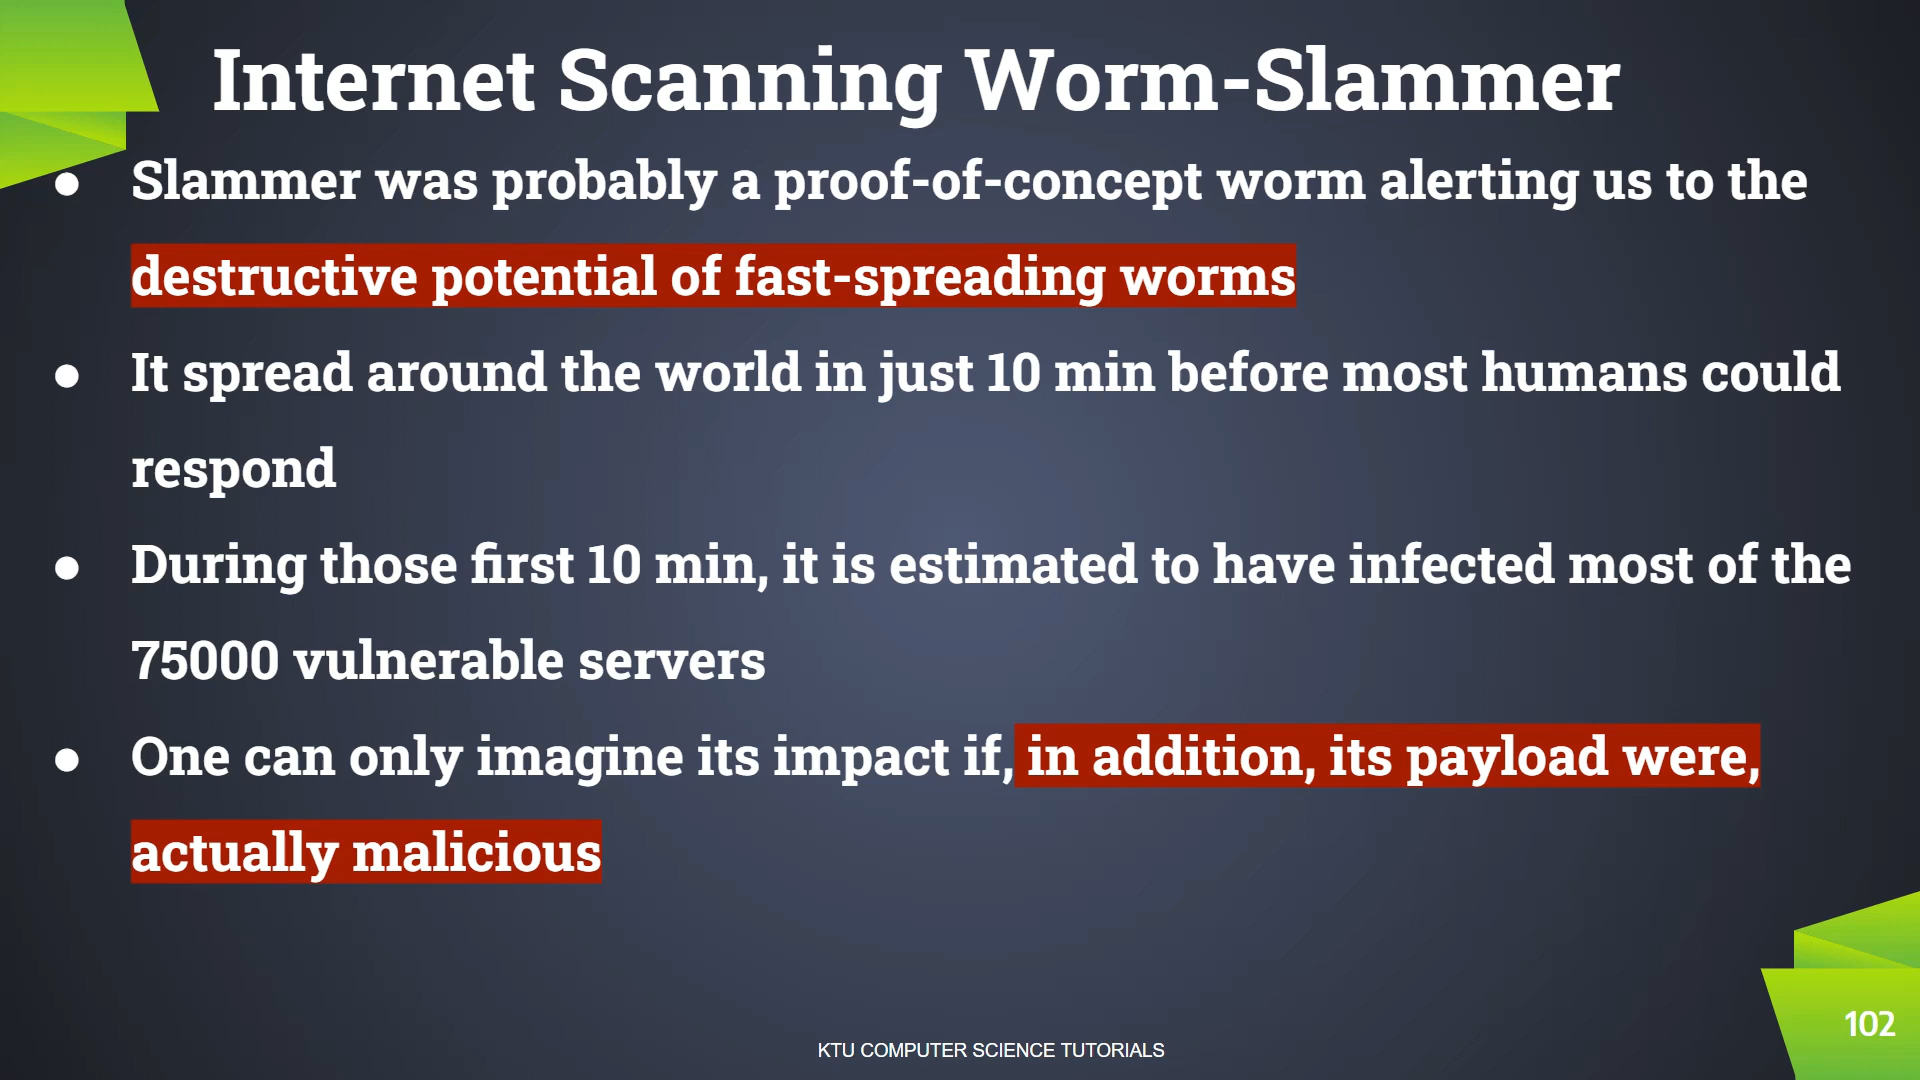 Internet Scanning Worm-Slammer
● Slammer was probably a proof-of-concept worm alerting us to the
destructive potential of fast-spreading worms
● It spread around the world in just 10 min before most humans could
respond
● During those first 10 min, it is estimated to have infected most of the
75000 vulnerable servers
● One can only imagine its impact if, in addition, its payload were,
actually malicious
102
KTU COMPUTER SCIENCE TUTORIALS